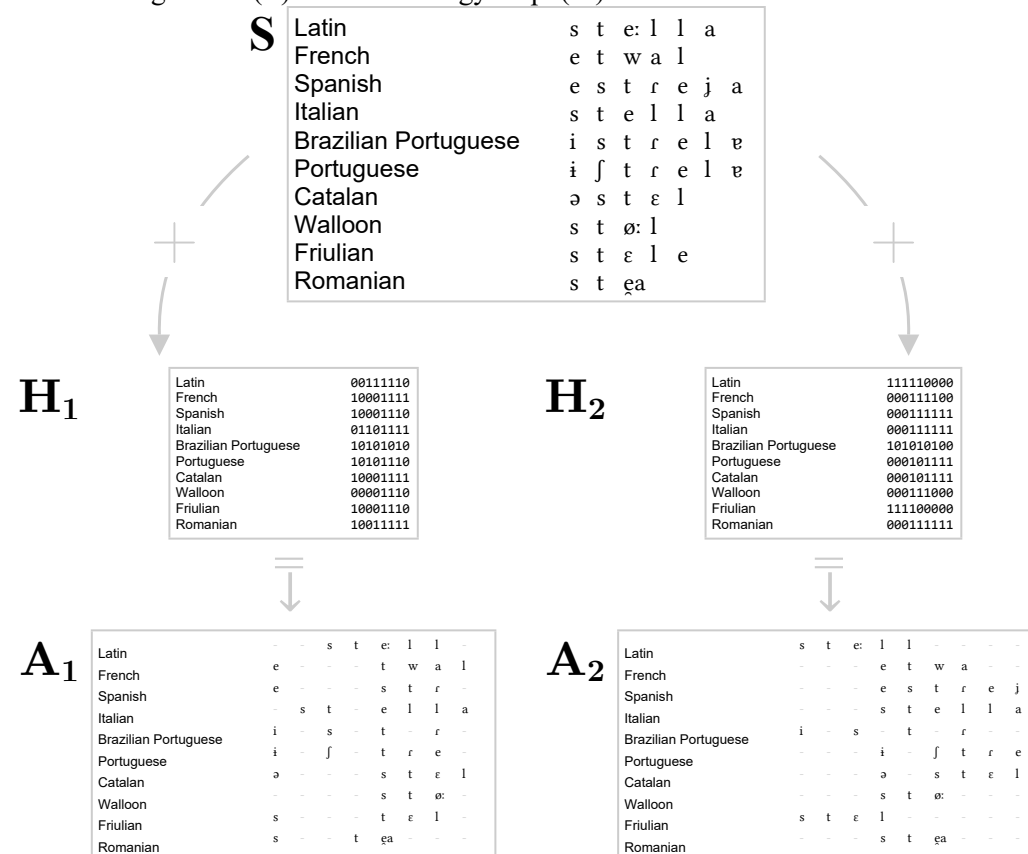 S
Latin s t e: l l a
French e t w a l
Spanish e s t ɾ e ʝ a
Italian s t e l l a
Brazilian Portuguese i s t ɾ e l ɐ
Portuguese ɨ ʃ t ɾ e l ɐ
Catalan ə s t ɛ l
Walloon s t ø: l
Friulian s t ɛ l e
Romanian s t e̯a
H1
Latin 00111110
French 10001111
Spanish 10001110
Italian 01101111
Brazilian Portuguese 10101010
Portuguese 10101110
Catalan 10001111
Walloon 00001110
Friulian 10001110
Romanian 10011111
H2
Latin 111110000
French 000111100
Spanish 000111111
Italian 000111111
Brazilian Portuguese 101010100
Portuguese 000101111
Catalan 000101111
Walloon 000111000
Friulian 111100000
Romanian 000111111
A1
Latin - - s t e: l l -
French e - - - t w a l
Spanish e - - - s t ɾ -
Italian - s t - e l l a
Brazilian Portuguese i - s - t - ɾ -
Portuguese ɨ - ʃ - t ɾ e -
Catalan ə - - - s t ɛ l
Walloon - - - - s t ø: -
Friulian s - - - t ɛ l -
Romanian s - - t e̯a - - -
A2
Latin s t e: l l - - - -
French - - - e t w a - -
Spanish - - - e s t ɾ e ʝ
Italian - - - s t e l l a
Brazilian Portuguese i - s - t - ɾ - -
Portuguese - - - ɨ - ʃ t ɾ e
Catalan - - - ə - s t ɛ l
Walloon - - - s t ø: - - -
Friulian s t ɛ l - - - - -
Romanian - - - s t e̯a - - -